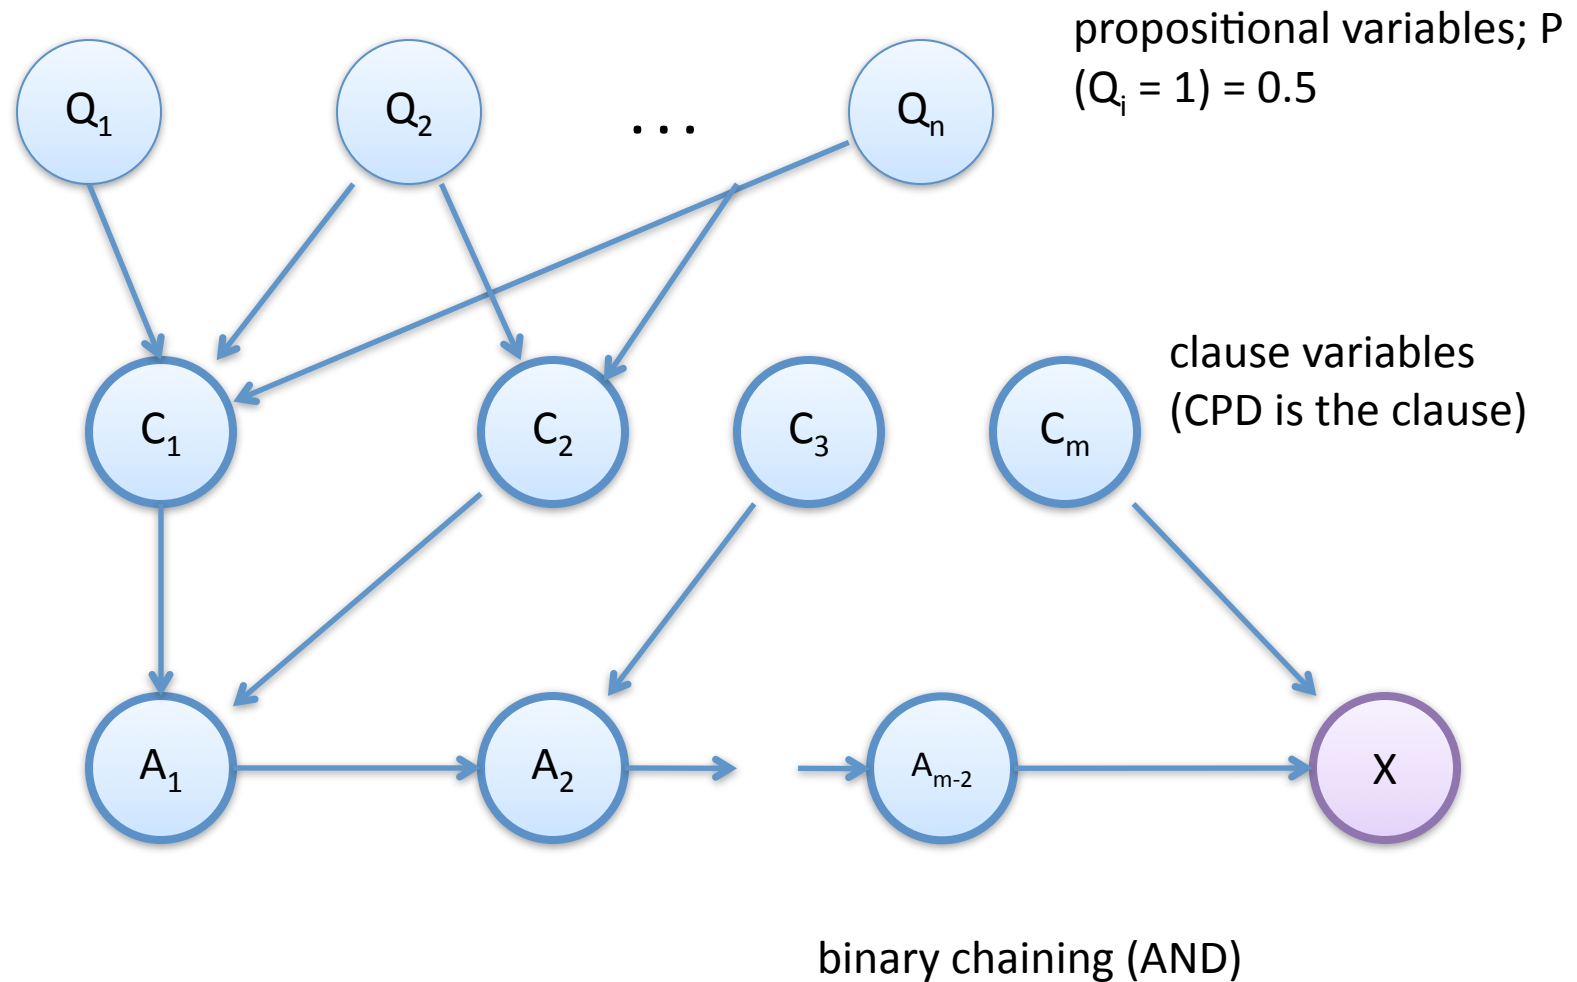 propositional variables; P
(Qi = 1) = 0.5
Q1
Q2
...
Qn
clause variables
(CPD is the clause)
C1
C2
C3
Cm
A1
A2
Am-2
X
binary chaining (AND)